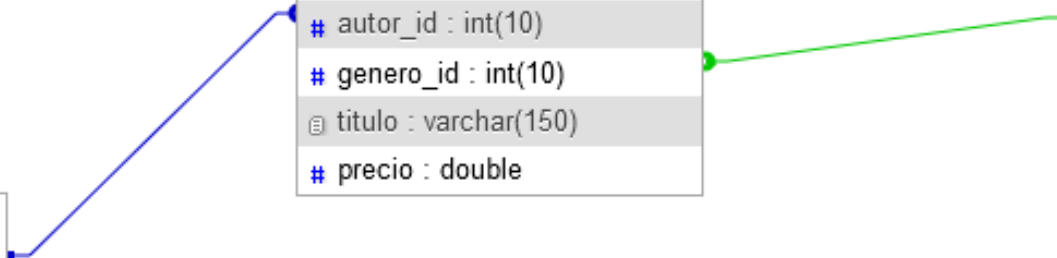 # autor_id : int(10)
# genero_id : int(10)
titulo : varchar(150)
# precio : double